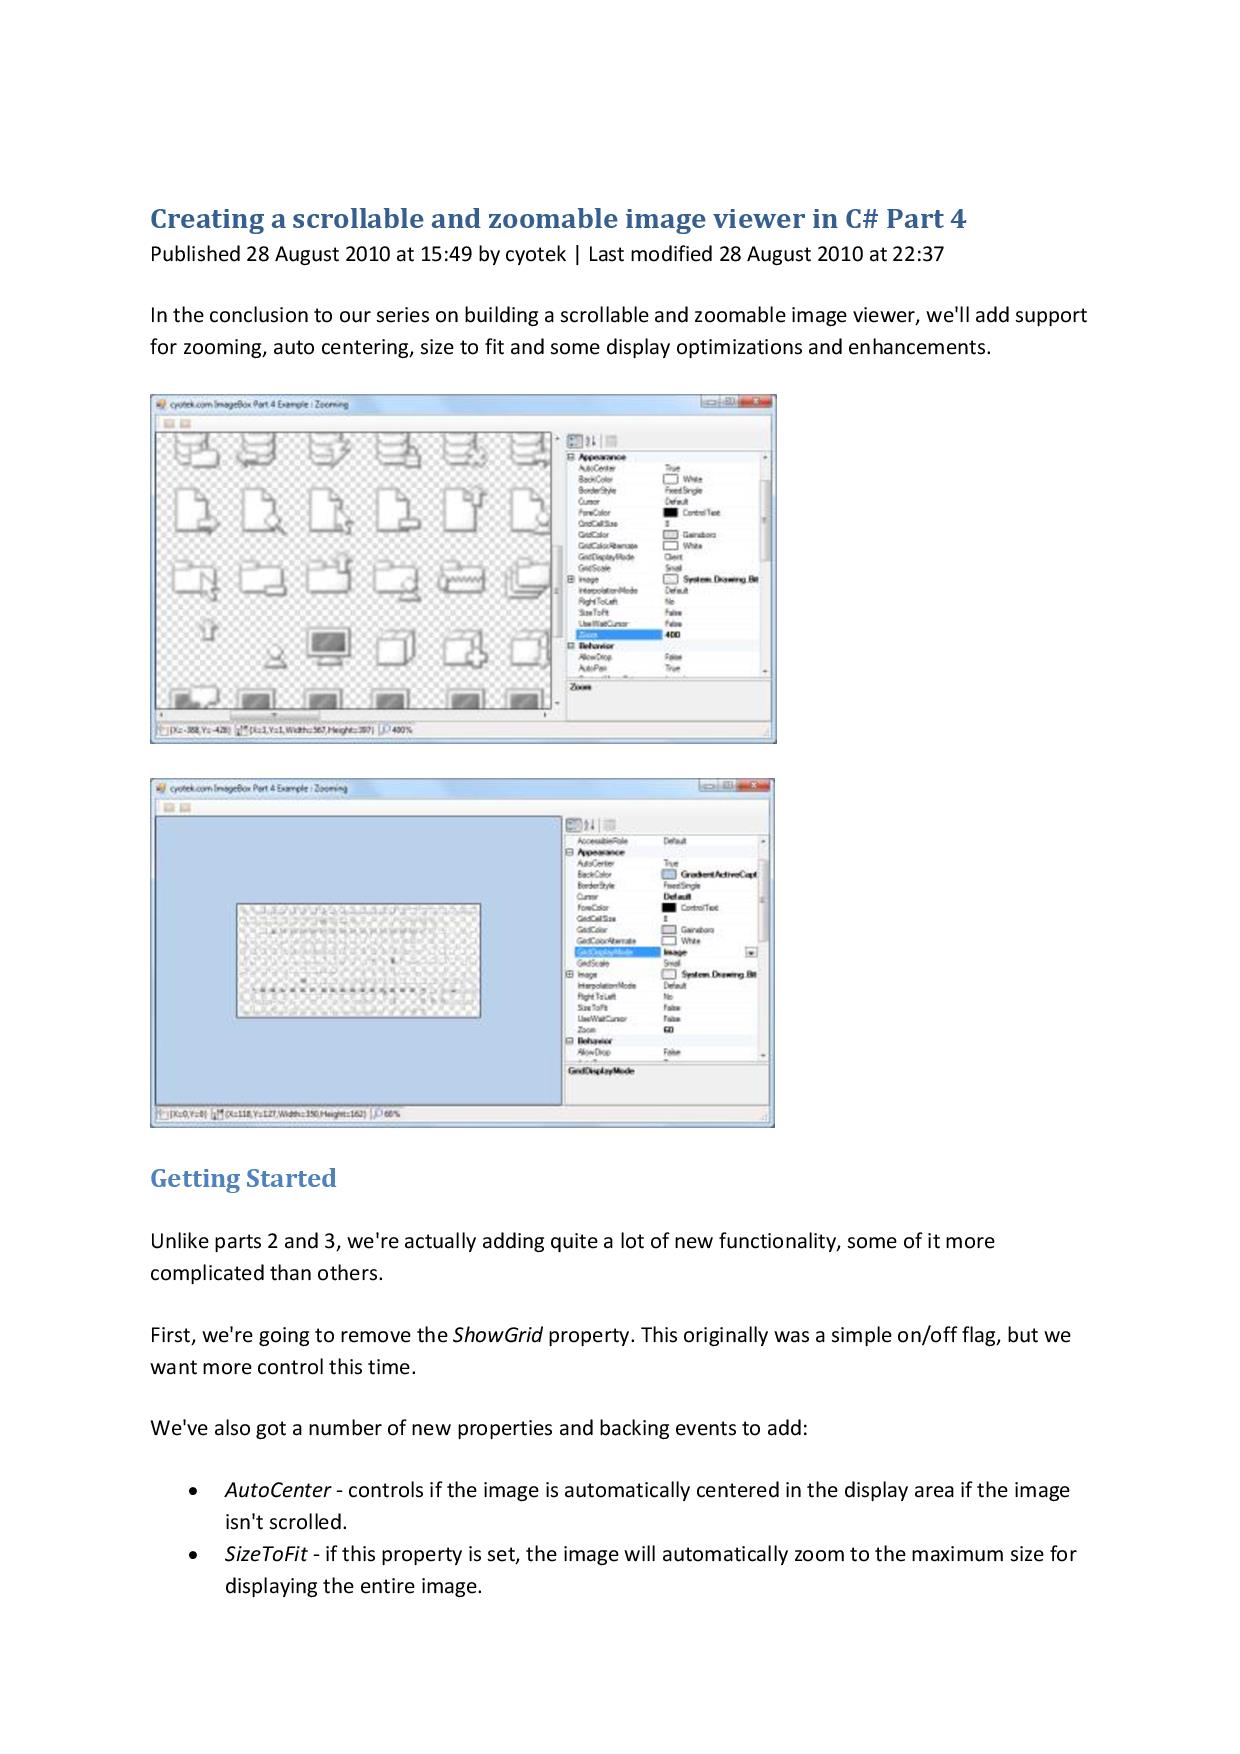 Creating a scrollable and zoomable image viewer in C# Part 4
Published 28 August 2010 at 15:49 by cyotek | Last modified 28 August 2010 at 22:37
In the conclusion to our series on building a scrollable and zoomable image viewer, we'll add support
for zooming, auto centering, size to fit and some display optimizations and enhancements.
cyotek.com ImageBox Part 4 Example : Zooming
Appearance
AutoCenter True
BackColor White
BorderStyle FixedSingle
Cursor Default
ForeColor ControlText
GridCellSize 8
GridColor Gainsboro
GridColorAlternate White
GridDisplayMode Client
GridScale Small
Image System.Drawing.Bit
InterpolationMode Default
RightToLeft No
SizeToFit False
UseWaitCursor False
Zoom 400
Behavior
AllowDrop False
AutoPan True
Zoom
{X=-388,Y=-428} {X=1,Y=1,Width=367,Height=397} 400%
cyotek.com ImageBox Part 4 Example : Zooming
AccessibleRole Default
Appearance
AutoCenter True
BackColor GradientActiveCapt
BorderStyle FixedSingle
Cursor Default
ForeColor ControlText
GridCellSize 8
GridColor Gainsboro
GridColorAlternate White
GridDisplayMode Image
GridScale Small
Image System.Drawing.Bit
InterpolationMode Default
RightToLeft No
SizeToFit False
UseWaitCursor False
Zoom 60
Behavior
AllowDrop False
GridDisplayMode
{X=0,Y=0} {X=118,Y=127,Width=350,Height=162} 60%
Getting Started
Unlike parts 2 and 3, we're actually adding quite a lot of new functionality, some of it more
complicated than others.
First, we're going to remove the ShowGrid property. This originally was a simple on/off flag, but we
want more control this time.
We've also got a number of new properties and backing events to add:
• AutoCenter - controls if the image is automatically centered in the display area if the image
isn't scrolled.
• SizeToFit - if this property is set, the image will automatically zoom to the maximum size for
displaying the entire image.